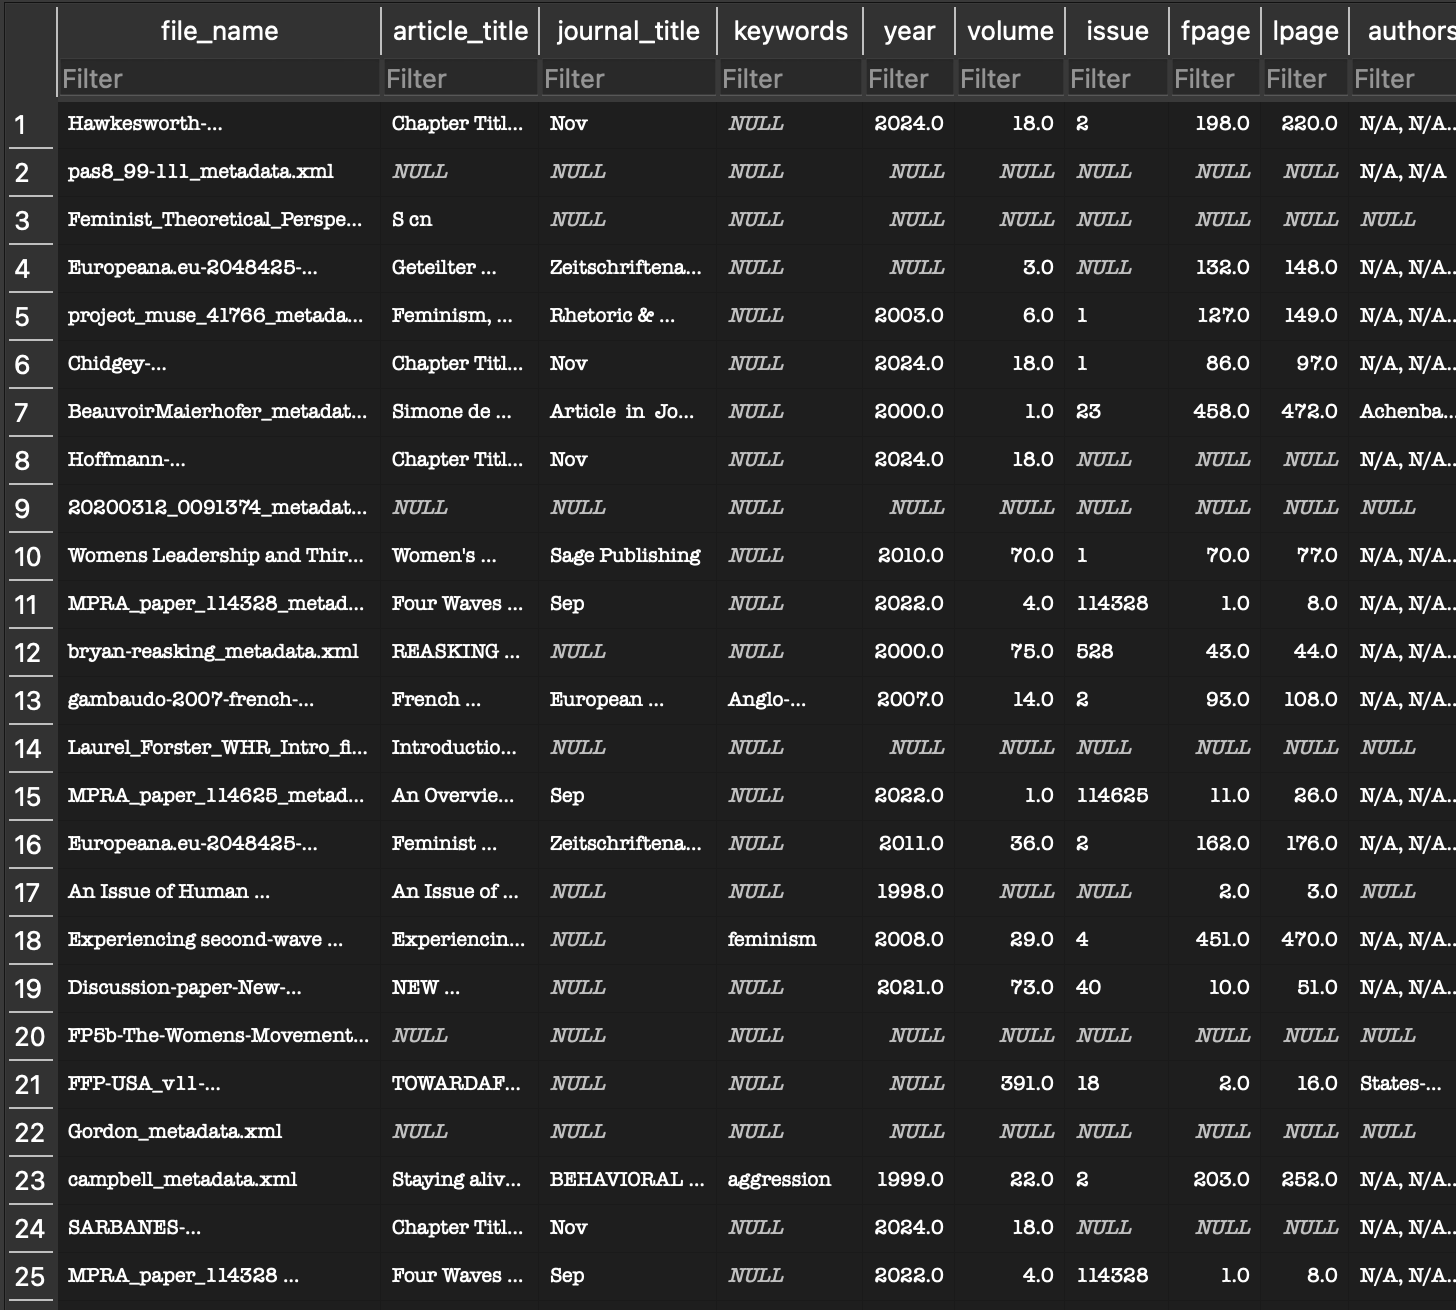 file_name article_title journal_title keywords year volume issue fpage lpage authors
Filter Filter Filter Filter Filter Filter Filter Filter Filter Filter
1 Hawkesworth-... Chapter Titl... Nov NULL 2024.0 18.0 2 198.0 220.0 N/A, N/A...
2 pas8_99-111_metadata.xml NULL NULL NULL NULL NULL NULL NULL NULL N/A, N/A
3 Feminist_Theoretical_Perspe... S cn NULL NULL NULL NULL NULL NULL NULL NULL
4 Europeana.eu-2048425-... Geteilter ... Zeitschriftena... NULL NULL 3.0 NULL 132.0 148.0 N/A, N/A...
5 project_muse_41766_metada... Feminism, ... Rhetoric & ... NULL 2003.0 6.0 1 127.0 149.0 N/A, N/A...
6 Chidgey-... Chapter Titl... Nov NULL 2024.0 18.0 1 86.0 97.0 N/A, N/A...
7 BeauvoirMaierhofer_metadat... Simone de ... Article in Jo... NULL 2000.0 1.0 23 458.0 472.0 Achenba...
8 Hoffmann-... Chapter Titl... Nov NULL 2024.0 18.0 NULL NULL NULL N/A, N/A...
9 20200312_0091374_metadat... NULL NULL NULL NULL NULL NULL NULL NULL NULL
10 Womens Leadership and Thir... Women's ... Sage Publishing NULL 2010.0 70.0 1 70.0 77.0 N/A, N/A...
11 MPRA_paper_114328_metad... Four Waves ... Sep NULL 2022.0 4.0 114328 1.0 8.0 N/A, N/A...
12 bryan-reasking_metadata.xml REASKING ... NULL NULL 2000.0 75.0 528 43.0 44.0 N/A, N/A...
13 gambaudo-2007-french-... French ... European ... Anglo-... 2007.0 14.0 2 93.0 108.0 N/A, N/A...
14 Laurel_Forster_WHR_Intro_fi... Introductio... NULL NULL NULL NULL NULL NULL NULL NULL
15 MPRA_paper_114625_metad... An Overvie... Sep NULL 2022.0 1.0 114625 11.0 26.0 N/A, N/A...
16 Europeana.eu-2048425-... Feminist ... Zeitschriftena... NULL 2011.0 36.0 2 162.0 176.0 N/A, N/A...
17 An Issue of Human ... An Issue of ... NULL NULL 1998.0 NULL NULL 2.0 3.0 NULL
18 Experiencing second-wave ... Experiencin... NULL feminism 2008.0 29.0 4 451.0 470.0 N/A, N/A...
19 Discussion-paper-New-... NEW ... NULL NULL 2021.0 73.0 40 10.0 51.0 N/A, N/A...
20 FP5b-The-Womens-Movement... NULL NULL NULL NULL NULL NULL NULL NULL NULL
21 FFP-USA_v11-... TOWARDAF... NULL NULL NULL 391.0 18 2.0 16.0 States-...
22 Gordon_metadata.xml NULL NULL NULL NULL NULL NULL NULL NULL NULL
23 campbell_metadata.xml Staying aliv... BEHAVIORAL ... aggression 1999.0 22.0 2 203.0 252.0 N/A, N/A...
24 SARBANES-... Chapter Titl... Nov NULL 2024.0 18.0 NULL NULL NULL N/A, N/A...
25 MPRA_paper_114328 ... Four Waves ... Sep NULL 2022.0 4.0 114328 1.0 8.0 N/A, N/A...